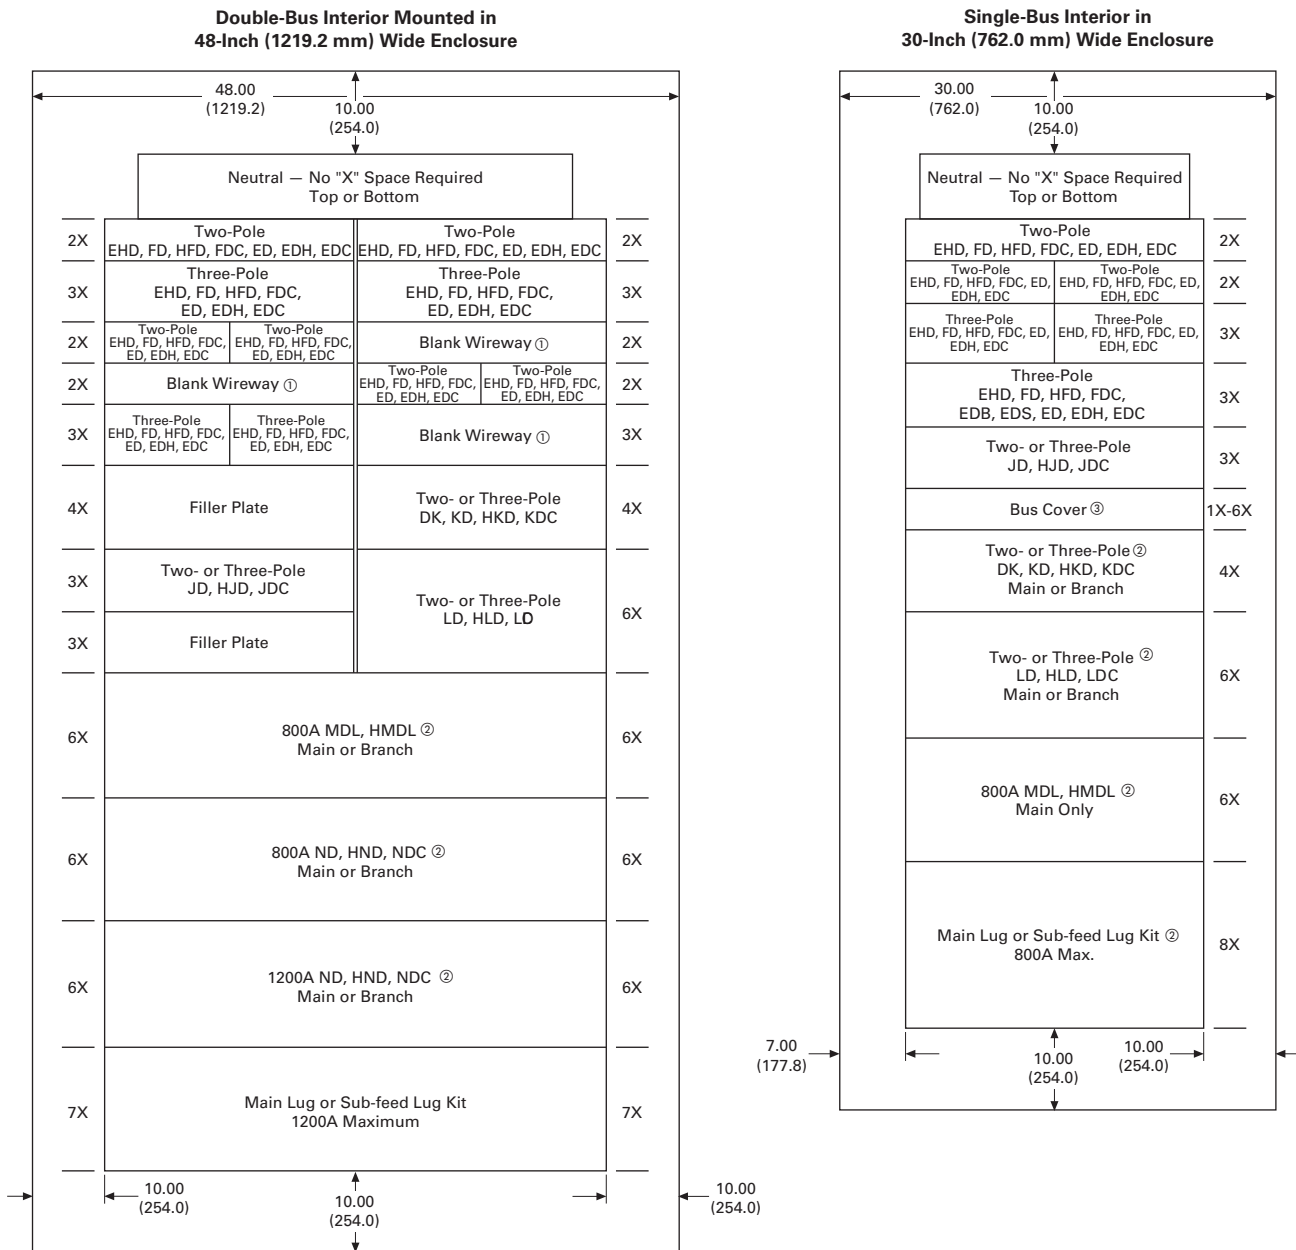 Double-Bus Interior Mounted in
48-Inch (1219.2 mm) Wide Enclosure
48.00
(1219.2)
10.00
(254.0)
Neutral — No "X" Space Required
Top or Bottom
2X
Two-Pole
EHD, FD, HFD, FDC, ED, EDH, EDC
Two-Pole
EHD, FD, HFD, FDC, ED, EDH, EDC
2X
3X
Three-Pole
EHD, FD, HFD, FDC,
ED, EDH, EDC
Three-Pole
EHD, FD, HFD, FDC,
ED, EDH, EDC
3X
2X
Two-Pole
EHD, FD, HFD, FDC,
ED, EDH, EDC
Two-Pole
EHD, FD, HFD, FDC,
ED, EDH, EDC
Blank Wireway ①
2X
2X
Blank Wireway ①
Two-Pole
EHD, FD, HFD, FDC,
ED, EDH, EDC
Two-Pole
EHD, FD, HFD, FDC,
ED, EDH, EDC
2X
3X
Three-Pole
EHD, FD, HFD, FDC,
ED, EDH, EDC
Three-Pole
EHD, FD, HFD, FDC,
ED, EDH, EDC
Blank Wireway ①
3X
4X
Filler Plate
Two- or Three-Pole
DK, KD, HKD, KDC
4X
3X
Two- or Three-Pole
JD, HJD, JDC
Two- or Three-Pole
LD, HLD, LD
6X
3X
Filler Plate
6X
800A MDL, HMDL ②
Main or Branch
6X
6X
800A ND, HND, NDC ②
Main or Branch
6X
6X
1200A ND, HND, NDC ②
Main or Branch
6X
7X
Main Lug or Sub-feed Lug Kit
1200A Maximum
7X
10.00
(254.0)
10.00
(254.0)
10.00
(254.0)
Single-Bus Interior in
30-Inch (762.0 mm) Wide Enclosure
30.00
(762.0)
10.00
(254.0)
Neutral — No "X" Space Required
Top or Bottom
Two-Pole
EHD, FD, HFD, FDC, ED, EDH, EDC
2X
Two-Pole
EHD, FD, HFD, FDC, ED,
EDH, EDC
Two-Pole
EHD, FD, HFD, FDC, ED,
EDH, EDC
2X
Three-Pole
EHD, FD, HFD, FDC, ED,
EDH, EDC
Three-Pole
EHD, FD, HFD, FDC, ED,
EDH, EDC
3X
Three-Pole
EHD, FD, HFD, FDC,
EDB, EDS, ED, EDH, EDC
3X
Two- or Three-Pole
JD, HJD, JDC
3X
Bus Cover ③
1X-6X
Two- or Three-Pole ②
DK, KD, HKD, KDC
Main or Branch
4X
Two- or Three-Pole ②
LD, HLD, LDC
Main or Branch
6X
800A MDL, HMDL ②
Main Only
6X
Main Lug or Sub-feed Lug Kit ②
800A Max.
8X
7.00
(177.8)
10.00
(254.0)
10.00
(254.0)